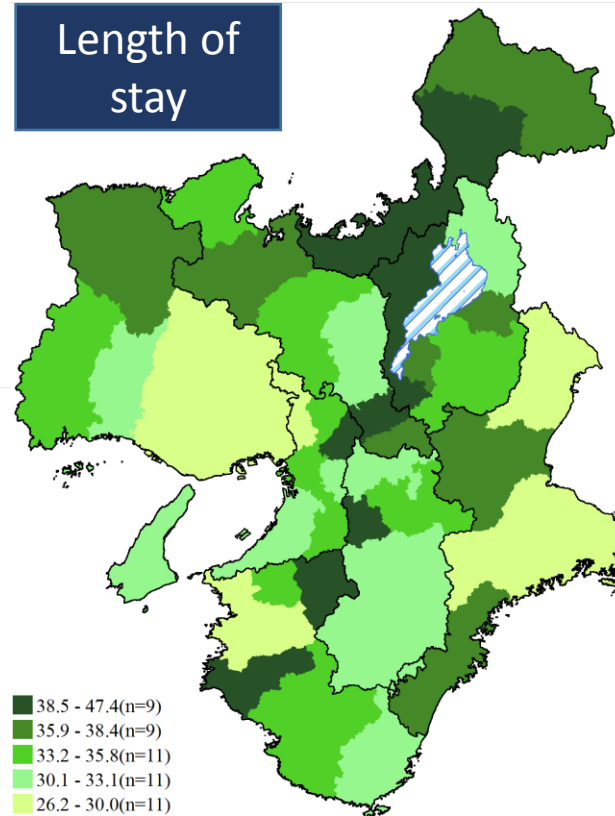 Length of
stay
38.5 - 47.4(n=9)
35.9 - 38.4(n=9)
33.2 - 35.8(n=11)
30.1 - 33.1(n=11)
26.2 - 30.0(n=11)